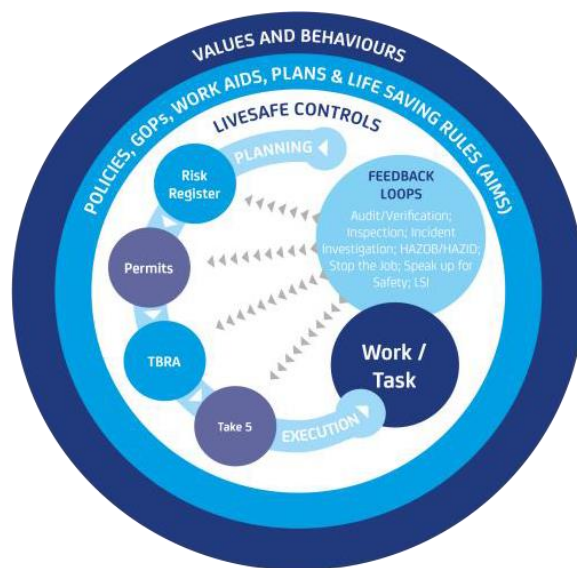 VALUES AND BEHAVIOURS
POLICIES, GOPs, WORK AIDS, PLANS & LIFE SAVING RULES (AIMS)
LIVESAFE CONTROLS
PLANNING
Risk
Register
Permits
TBRA
Take 5
EXECUTION
FEEDBACK
LOOPS
Audit/Verification;
Inspection; Incident
Investigation; HAZOB/HAZID;
Stop the Job; Speak up for
Safety; LSI
Work /
Task